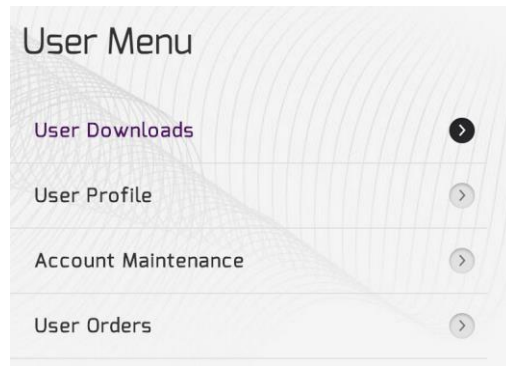 User Menu
User Downloads
User Profile
Account Maintenance
User Orders